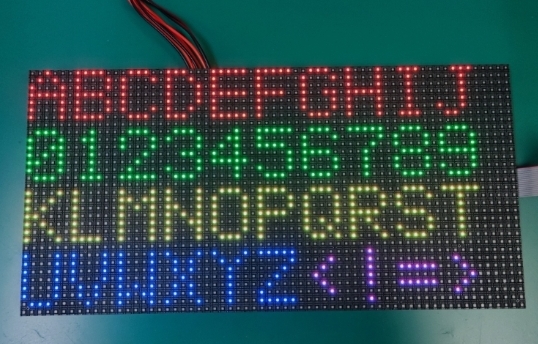 ABCDEFGHIJ
0123456789
KLMNOPQRST
UVWXYZ<!=>